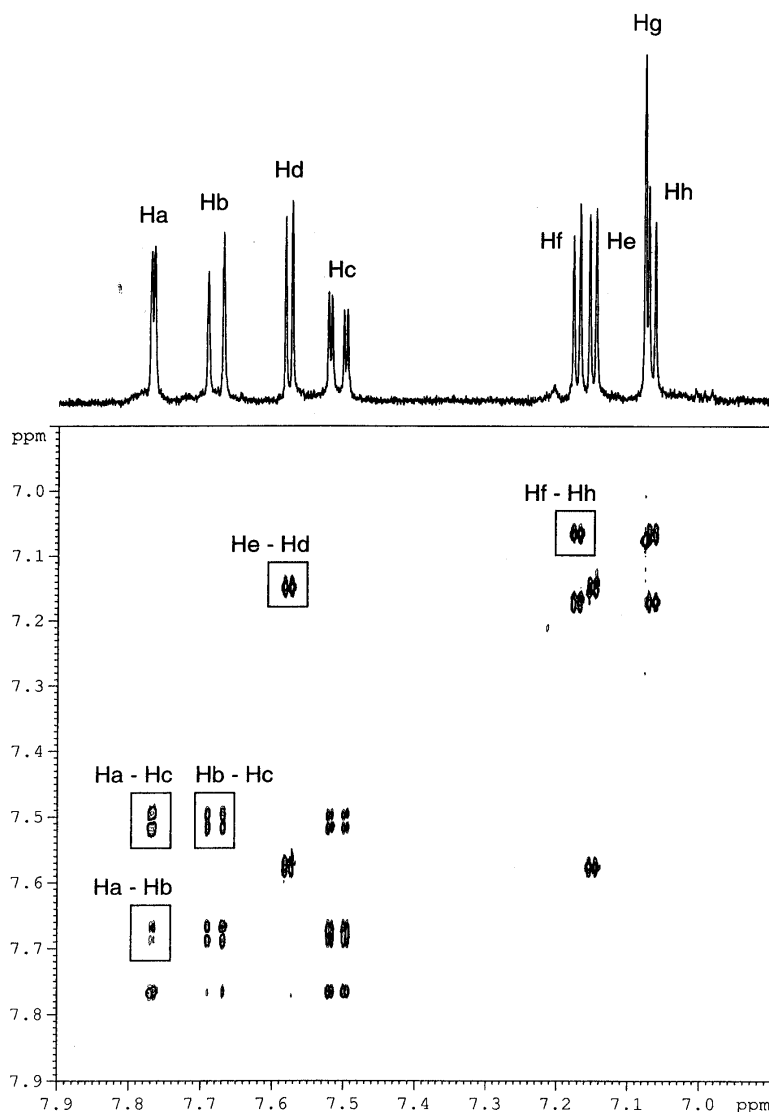 Hg
Hd
Ha
Hb
Hf
He
Hh
Hc
ppm
7.0
Hf - Hh
He - Hd
7.1
7.2
7.3
7.4
Ha - Hc
Hb - Hc
7.5
7.6
Ha - Hb
7.7
7.8
7.9
7.9 7.8 7.7 7.6 7.5 7.4 7.3 7.2 7.1 7.0 ppm